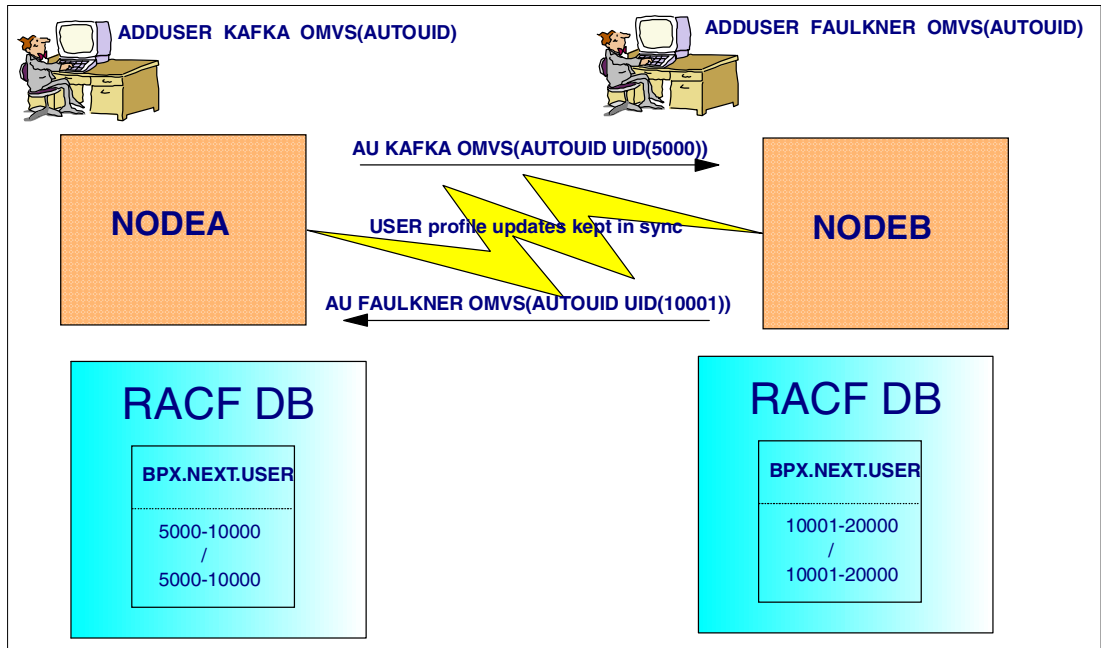 ADDUSER KAFKA OMVS(AUTOUID)
ADDUSER FAULKNER OMVS(AUTOUID)
AU KAFKA OMVS(AUTOUID UID(5000))
NODEA
USER profile updates kept in sync
NODEB
AU FAULKNER OMVS(AUTOUID UID(10001))
RACF DB
BPX.NEXT.USER
5000-10000
/
5000-10000
RACF DB
BPX.NEXT.USER
10001-20000
/
10001-20000